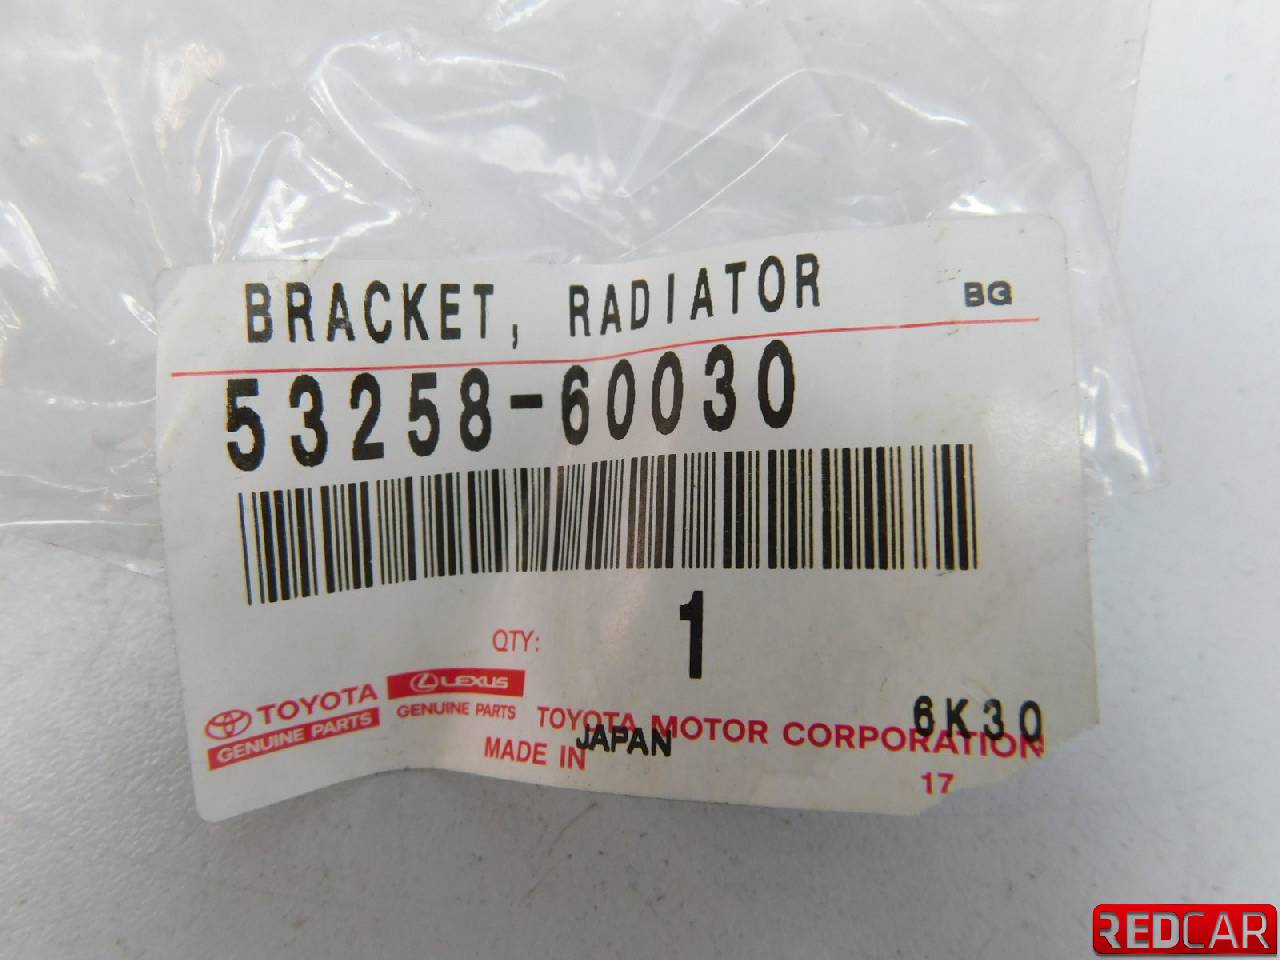 BRACKET, RADIATOR BG
53258-60030
QTY: 1
TOYOTA
GENUINE PARTS
LEXUS
GENUINE PARTS
TOYOTA MOTOR CORPORATION
6K30
MADE IN JAPAN
17
REDCAR